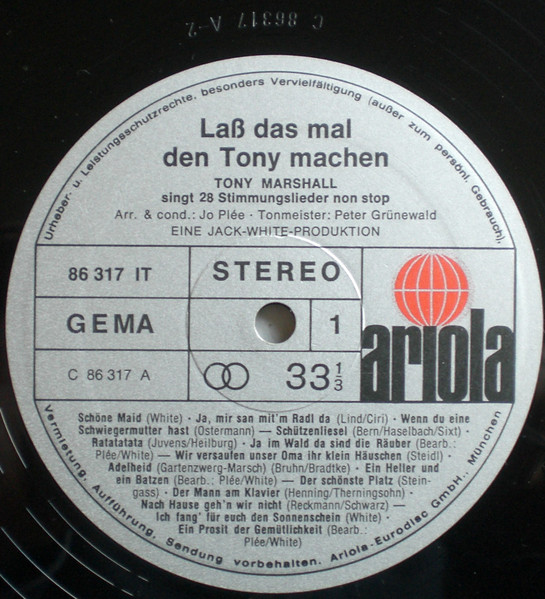 C 86317 A-2
Urheber- u. Leistungsschutzrechte, besonders Vervielfältigung (außer zum persönl. Gebrauch),
Laß das mal
den Tony machen
TONY MARSHALL
singt 28 Stimmungslieder non stop
Arr. & cond.: Jo Plée · Tonmeister: Peter Grünewald
EINE JACK-WHITE-PRODUKTION
86 317 IT
STEREO
GEMA
1
C 86 317 A
33 1/3
ariola
Schöne Maid (White) · Ja, mir san mit'm Radl da (Lind/Ciri) · Wenn du eine
Schwiegermutter hast (Ostermann) — Schützenliesel (Bern/Haselbach/Sixt)
Ratatatata (Juvens/Heilburg) · Ja im Wald da sind die Räuber (Bearb.:
Plée/White) — Wir versaufen unser Oma ihr klein Häuschen (Steidl) ·
Adelheid (Gartenzwerg-Marsch) (Bruhn/Bradtke) · Ein Heller und
ein Batzen (Bearb.: Plée/White) — Der schönste Platz (Stein-
gass) · Der Mann am Klavier (Henning/Therningsohn) ·
Nach Hause geh'n wir nicht (Reckmann/Schwarz) —
Ich fang' für euch den Sonnenschein (White) ·
Ein Prosit der Gemütlichkeit (Bearb.:
Plée/White)
Vermietung, Aufführung, Sendung vorbehalten. Ariola-Eurodisc GmbH., München